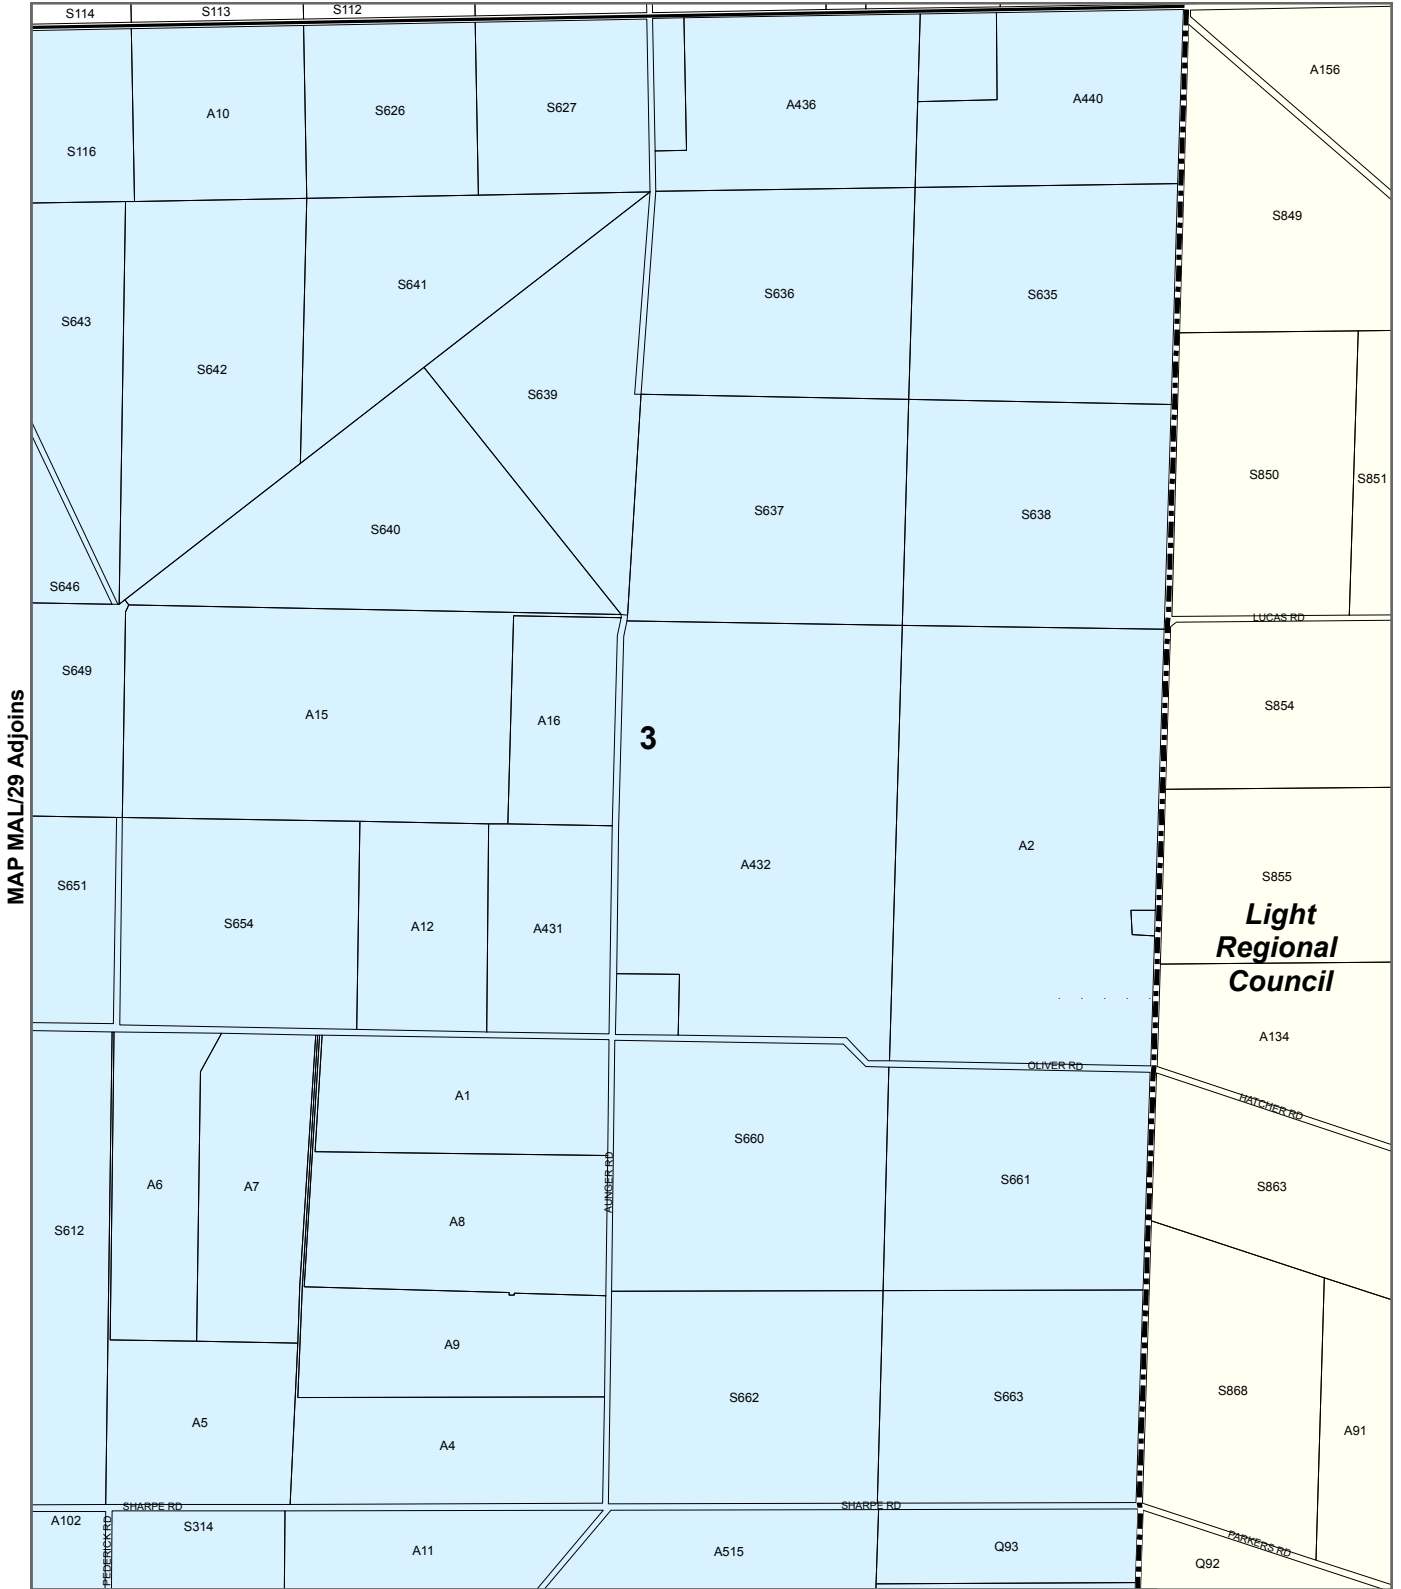 S114
S113
S112
A156
A10
S626
S627
A436
A440
S116
S849
S641
S636
S635
S643
S642
S639
S850
S851
S640
S637
S638
S646
LUCAS RD
S649
A15
A16
3
S854
MAP MAL/29 Adjoins
A432
A2
S651
S654
A12
A431
S855
Light
Regional
Council
A134
OLIVER RD
A1
HATCHER RD
S660
S661
A6
A7
AUNGER RD
S863
A8
S612
A9
S662
S663
S868
A5
A4
A91
SHARPE RD
SHARPE RD
A102
PEDERICK RD
S314
A11
A515
Q93
PARKERS RD
Q92